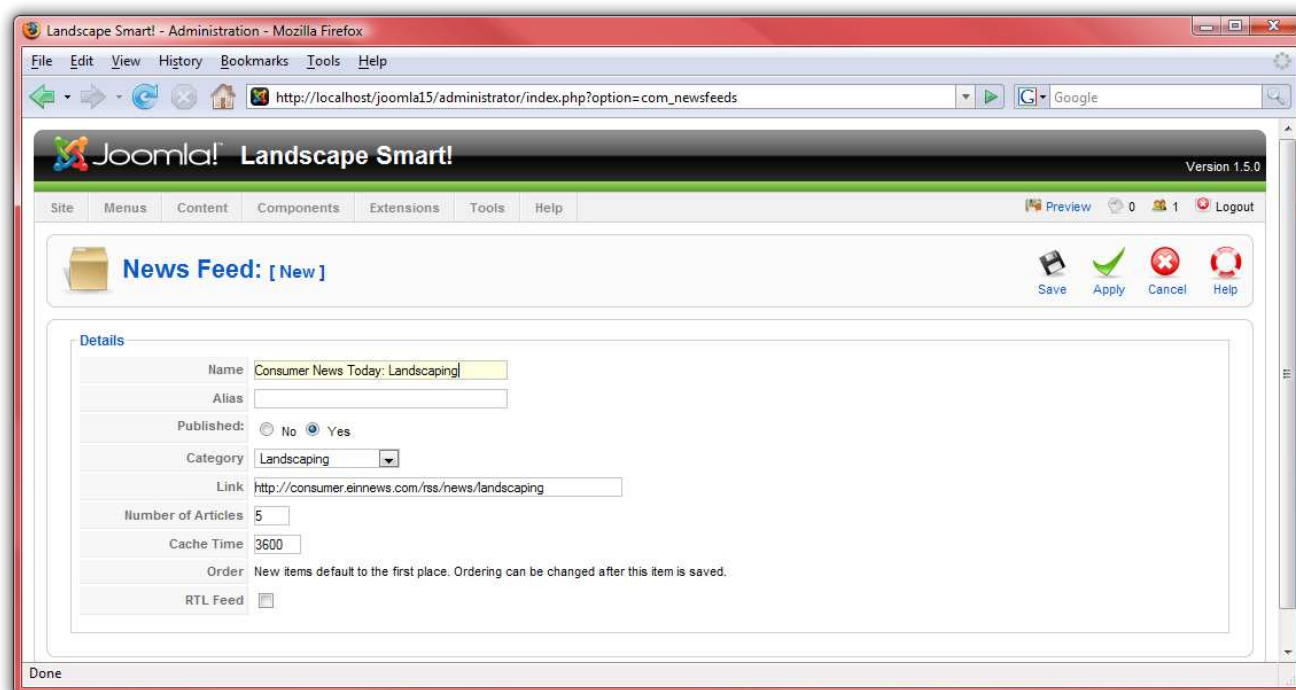 Landscape Smart! - Administration - Mozilla Firefox
File Edit View History Bookmarks Tools Help
http://localhost/joomla15/administrator/index.php?option=com_newsfeeds
G Google
Joomla! Landscape Smart!
Version 1.5.0
Site Menus Content Components Extensions Tools Help Preview 0 1 Logout
News Feed: [ New ]
Save Apply Cancel Help
Details
Name Consumer News Today: Landscaping
Alias
Published: No Yes
Category Landscaping
Link http://consumer.einnews.com/rss/news/landscaping
Number of Articles 5
Cache Time 3600
Order New items default to the first place. Ordering can be changed after this item is saved.
RTL Feed
Done